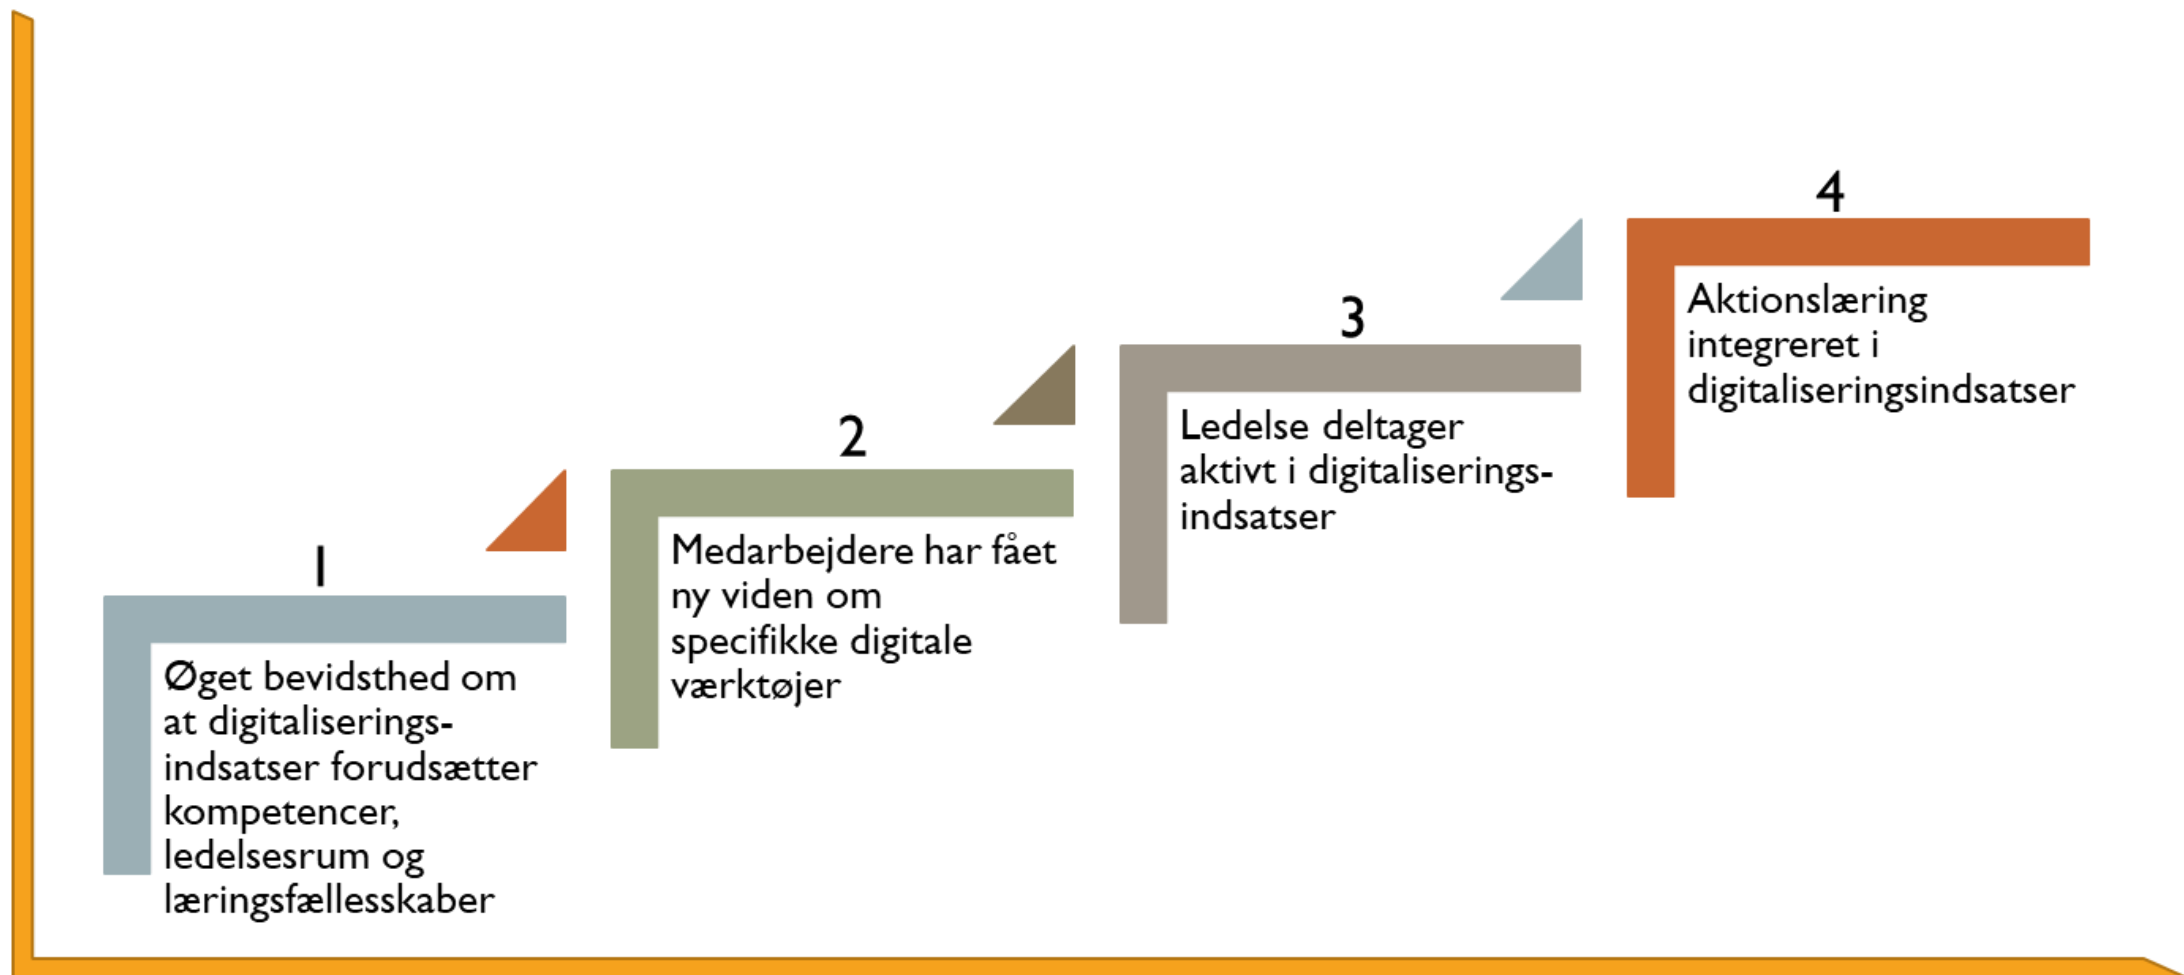 1
Øget bevidsthed om
at digitaliserings-
indsatser forudsætter
kompetencer,
ledelsesrum og
læringsfællesskaber
2
Medarbejdere har fået
ny viden om
specifikke digitale
værktøjer
3
Ledelse deltager
aktivt i digitaliserings-
indsatser
4
Aktionslæring
integreret i
digitaliseringsindsatser